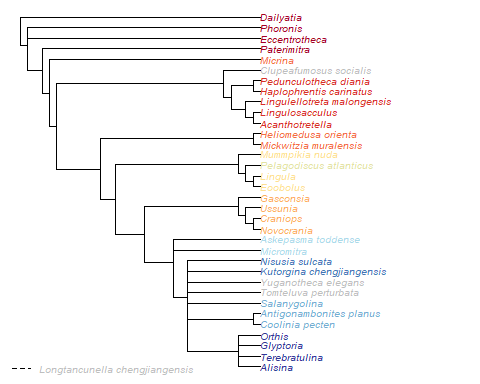 Dailyatia
Phoronis
Eccentrotheca
Paterimitra
Micrina
Clupeafumosus socialis
Pedunculotheca diania
Haplophrentis carinatus
Lingulellotreta malongensis
Lingulosacculus
Acanthotretella
Heliomedusa orienta
Mickwitzia muralensis
Mummpikia nuda
Pelagodiscus atlanticus
Lingula
Eoobolus
Gasconsia
Ussunia
Craniops
Novocrania
Askepasma toddense
Micromitra
Nisusia sulcata
Kutorgina chengjiangensis
Yuganotheca elegans
Tomteluva perturbata
Salanygolina
Antigonambonites planus
Coolinia pecten
Orthis
Glyptoria
Terebratulina
Alisina
Longtancunella chengjiangensis